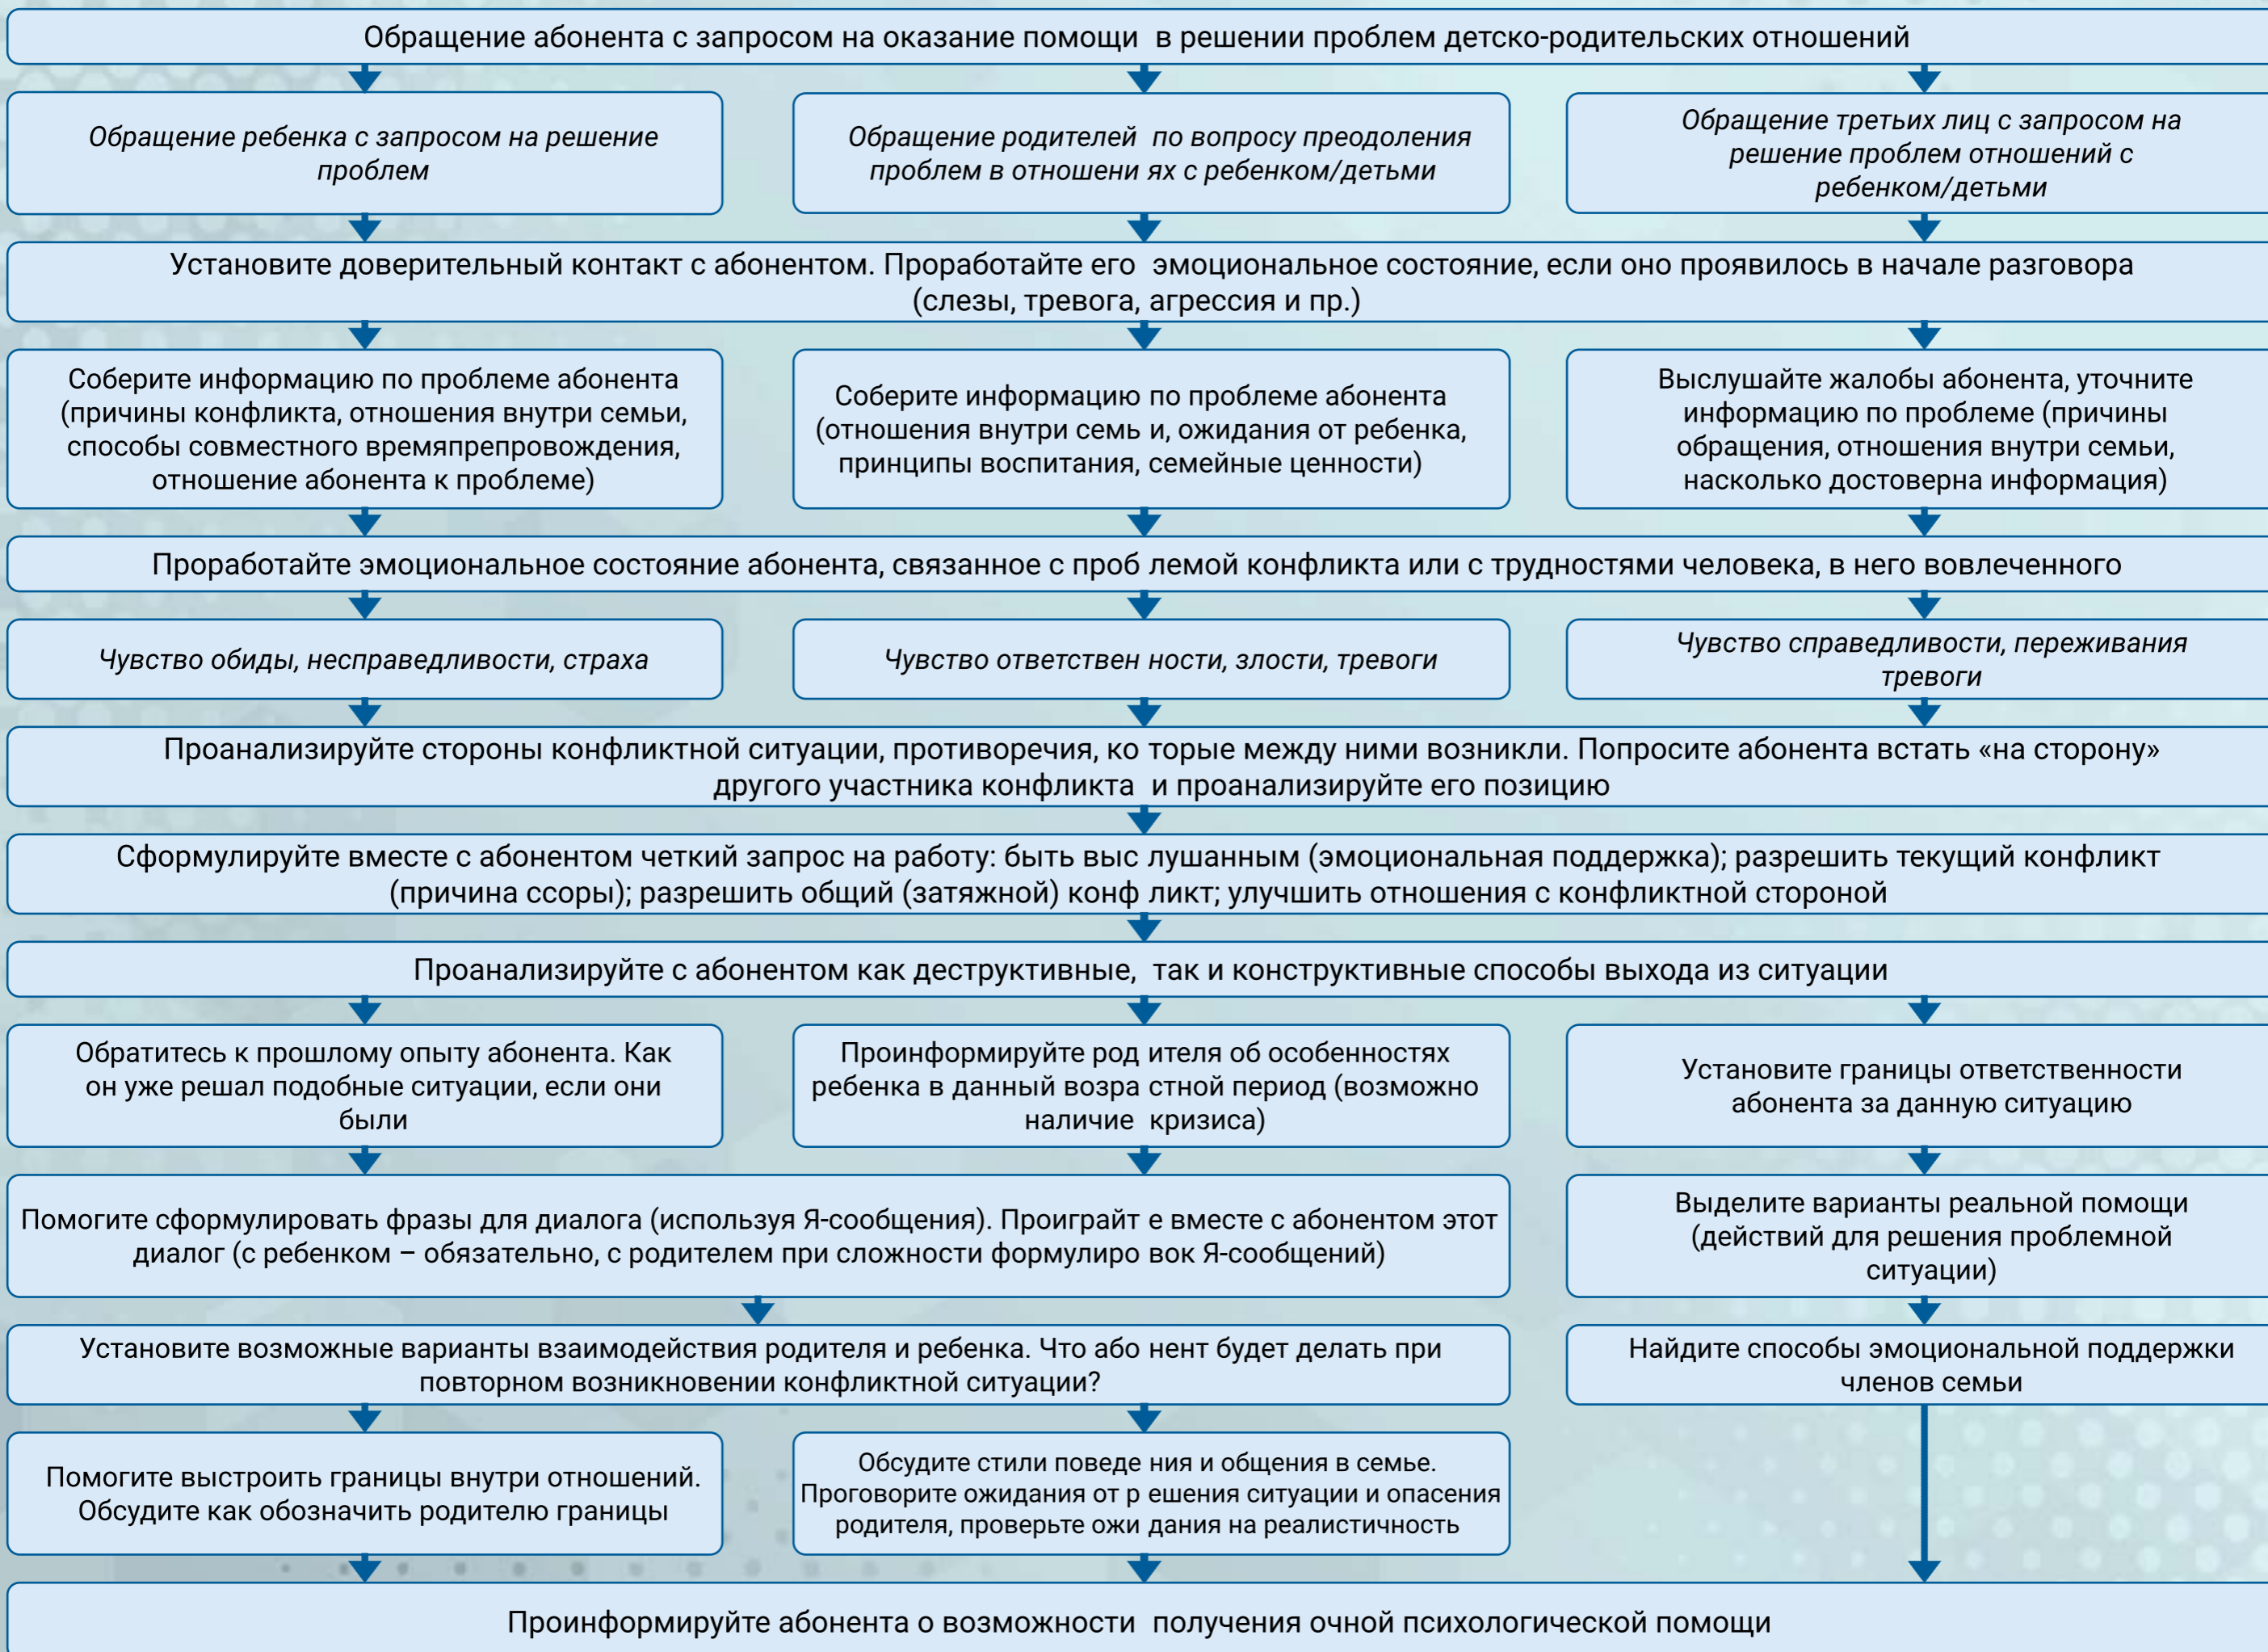 Обращение абонента с запросом на оказание помощи в решении проблем детско-родительских отношений
Обращение ребенка с запросом на решение
проблем
Обращение родителей по вопросу преодоления
проблем в отношени ях с ребенком/детьми
Обращение третьих лиц с запросом на
решение проблем отношений с
ребенком/детьми
Установите доверительный контакт с абонентом. Проработайте его эмоциональное состояние, если оно проявилось в начале разговора
(слезы, тревога, агрессия и пр.)
Соберите информацию по проблеме абонента
(причины конфликта, отношения внутри семьи,
способы совместного времяпрепровождения,
отношение абонента к проблеме)
Соберите информацию по проблеме абонента
(отношения внутри семь и, ожидания от ребенка,
принципы воспитания, семейные ценности)
Выслушайте жалобы абонента, уточните
информацию по проблеме (причины
обращения, отношения внутри семьи,
насколько достоверна информация)
Проработайте эмоциональное состояние абонента, связанное с проб лемой конфликта или с трудностями человека, в него вовлеченного
Чувство обиды, несправедливости, страха
Чувство ответствен ности, злости, тревоги
Чувство справедливости, переживания
тревоги
Проанализируйте стороны конфликтной ситуации, противоречия, ко торые между ними возникли. Попросите абонента встать «на сторону»
другого участника конфликта и проанализируйте его позицию
Сформулируйте вместе с абонентом четкий запрос на работу: быть выс лушанным (эмоциональная поддержка); разрешить текущий конфликт
(причина ссоры); разрешить общий (затяжной) конф ликт; улучшить отношения с конфликтной стороной
Проанализируйте с абонентом как деструктивные, так и конструктивные способы выхода из ситуации
Обратитесь к прошлому опыту абонента. Как
он уже решал подобные ситуации, если они
были
Проинформируйте род ителя об особенностях
ребенка в данный возра стной период (возможно
наличие кризиса)
Установите границы ответственности
абонента за данную ситуацию
Помогите сформулировать фразы для диалога (используя Я-сообщения). Проиграйт е вместе с абонентом этот
диалог (с ребенком – обязательно, с родителем при сложности формулиро вок Я-сообщений)
Выделите варианты реальной помощи
(действий для решения проблемной
ситуации)
Установите возможные варианты взаимодействия родителя и ребенка. Что або нент будет делать при
повторном возникновении конфликтной ситуации?
Найдите способы эмоциональной поддержки
членов семьи
Помогите выстроить границы внутри отношений.
Обсудите как обозначить родителю границы
Обсудите стили поведе ния и общения в семье.
Проговорите ожидания от р ешения ситуации и опасения
родителя, проверьте ожи дания на реалистичность
Проинформируйте абонента о возможности получения очной психологической помощи